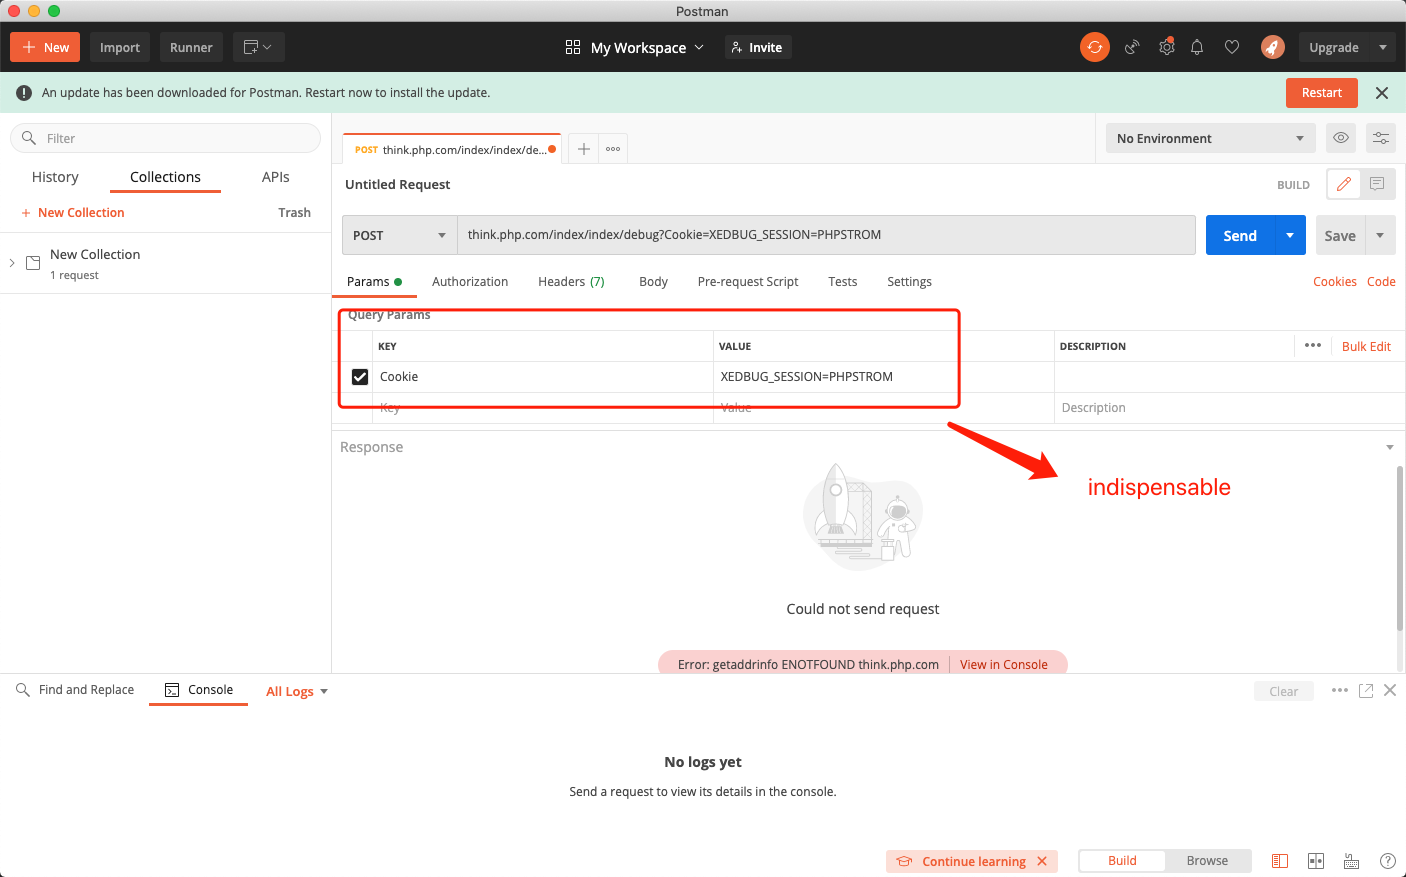 Postman
New
Import
Runner
My Workspace
Invite
Upgrade
An update has been downloaded for Postman. Restart now to install the update.
Restart
Filter
History
Collections
APIs
New Collection
Trash
New Collection
1 request
POST think.php.com/index/index/de...
No Environment
Untitled Request
BUILD
POST
think.php.com/index/index/debug?Cookie=XEDBUG_SESSION=PHPSTROM
Send
Save
Params
Authorization
Headers (7)
Body
Pre-request Script
Tests
Settings
Cookies
Code
Query Params
KEY
VALUE
DESCRIPTION
Bulk Edit
Cookie
XEDBUG_SESSION=PHPSTROM
Key
Value
Description
Response
indispensable
Could not send request
Error: getaddrinfo ENOTFOUND think.php.com
View in Console
Find and Replace
Console
All Logs
Clear
No logs yet
Send a request to view its details in the console.
Continue learning
Build
Browse